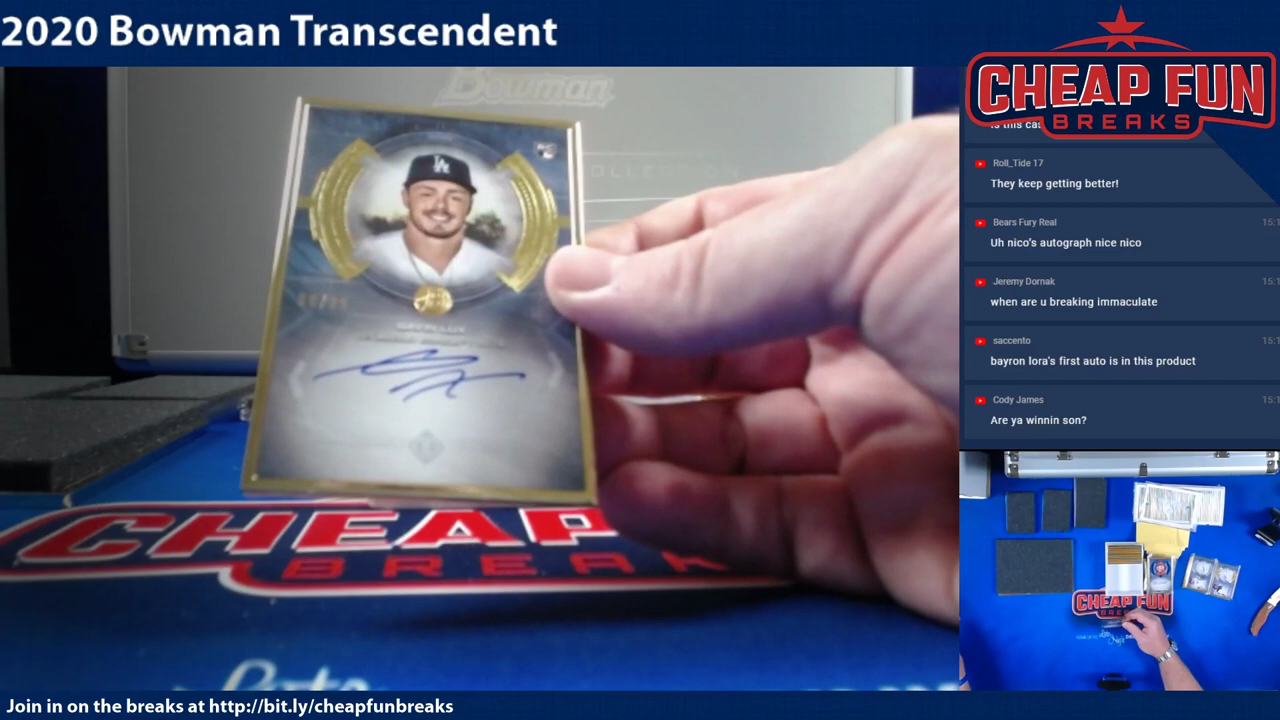 2020 Bowman Transcendent
Bowman
CHEAP FUN
BREAKS
Roll_Tide 17
They keep getting better!
Bears Fury Real
Uh nico's autograph nice nico
Jeremy Dornak
when are u breaking immaculate
saccento
bayron lora's first auto is in this product
Cody James
Are ya winnin son?
LA
RC
CHEAP
BREAK
CHEAP FUN
Join in on the breaks at http://bit.ly/cheapfunbreaks